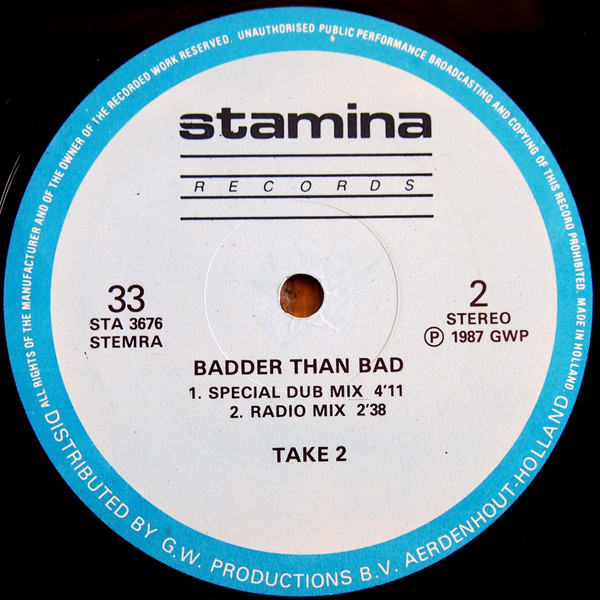 stamina
RECORDS
33
STA 3676
STEMRA
2
STEREO
Ⓟ 1987 GWP
BADDER THAN BAD
1. SPECIAL DUB MIX 4'11
2. RADIO MIX 2'38
TAKE 2
ALL RIGHTS OF THE MANUFACTURER AND OF THE OWNER OF THE RECORDED WORK RESERVED. UNAUTHORISED PUBLIC PERFORMANCE BROADCASTING AND COPYING OF THIS RECORD PROHIBITED. MADE IN HOLLAND
DISTRIBUTED BY G.W. PRODUCTIONS B.V. AERDENHOUT-HOLLAND